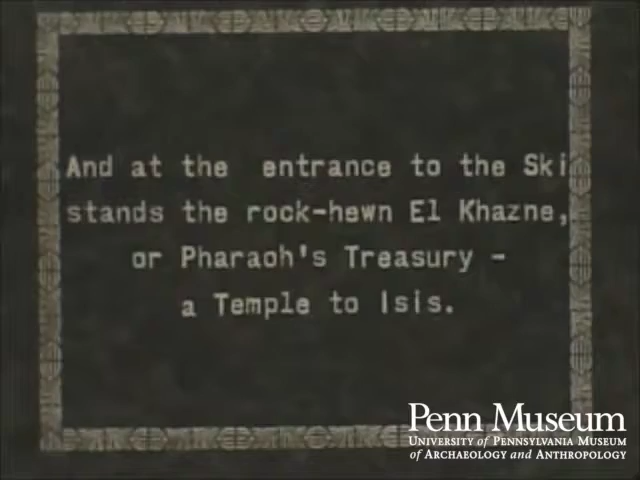 And at the entrance to the Ski
stands the rock-hewn El Khazne,
or Pharaoh's Treasury -
a Temple to Isis.
Penn Museum
University of Pennsylvania Museum
of Archaeology and Anthropology